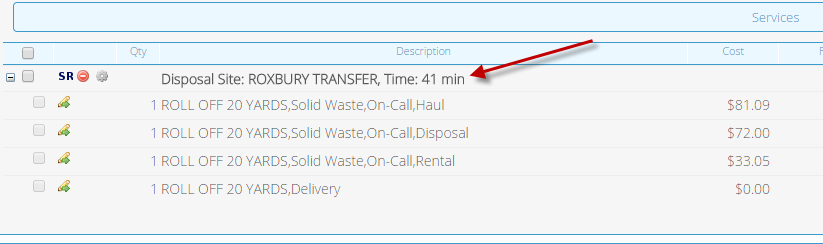 Services
Qty Description Cost
SR Disposal Site: ROXBURY TRANSFER, Time: 41 min
1 ROLL OFF 20 YARDS,Solid Waste,On-Call,Haul $81.09
1 ROLL OFF 20 YARDS,Solid Waste,On-Call,Disposal $72.00
1 ROLL OFF 20 YARDS,Solid Waste,On-Call,Rental $33.05
1 ROLL OFF 20 YARDS,Delivery $0.00